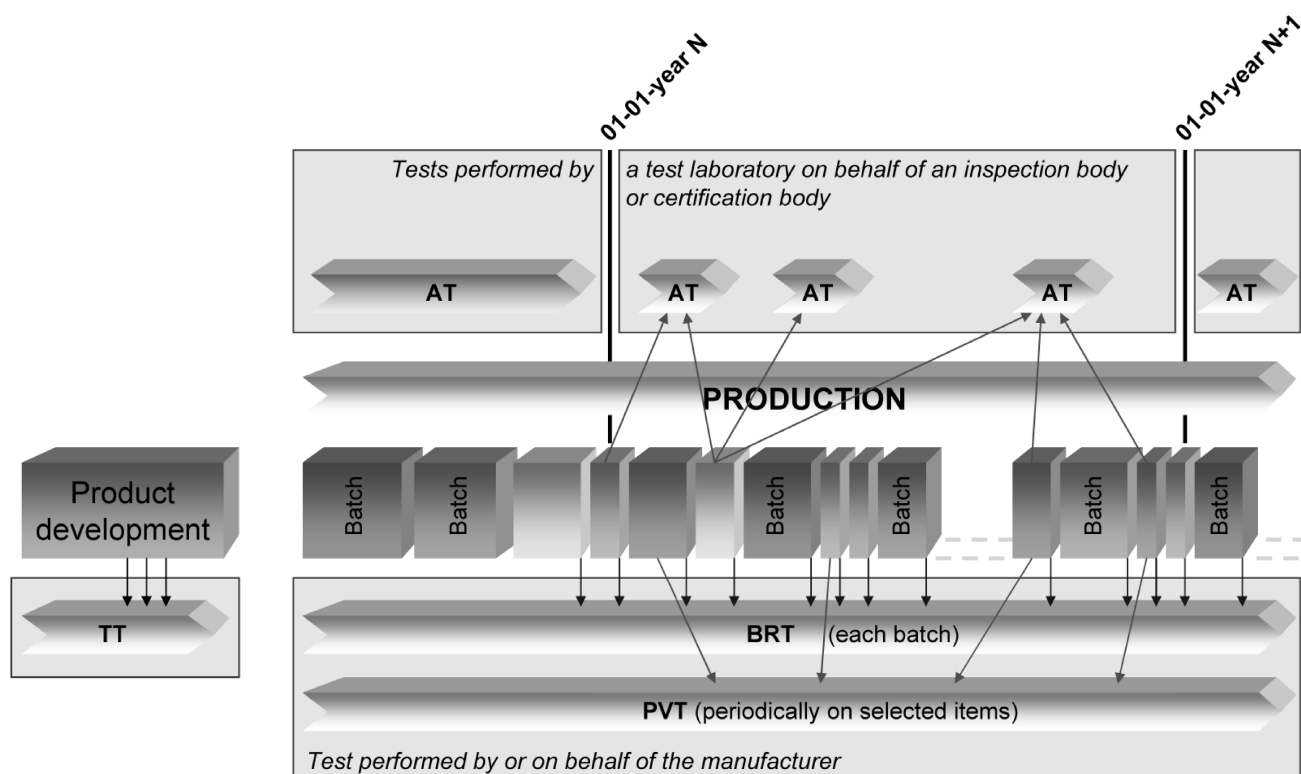 01-01-year N
01-01-year N+1
Tests performed by
a test laboratory on behalf of an inspection body
or certification body
AT
AT
AT
AT
AT
PRODUCTION
Product
development
Batch
Batch
Batch
Batch
Batch
Batch
TT
BRT (each batch)
PVT (periodically on selected items)
Test performed by or on behalf of the manufacturer